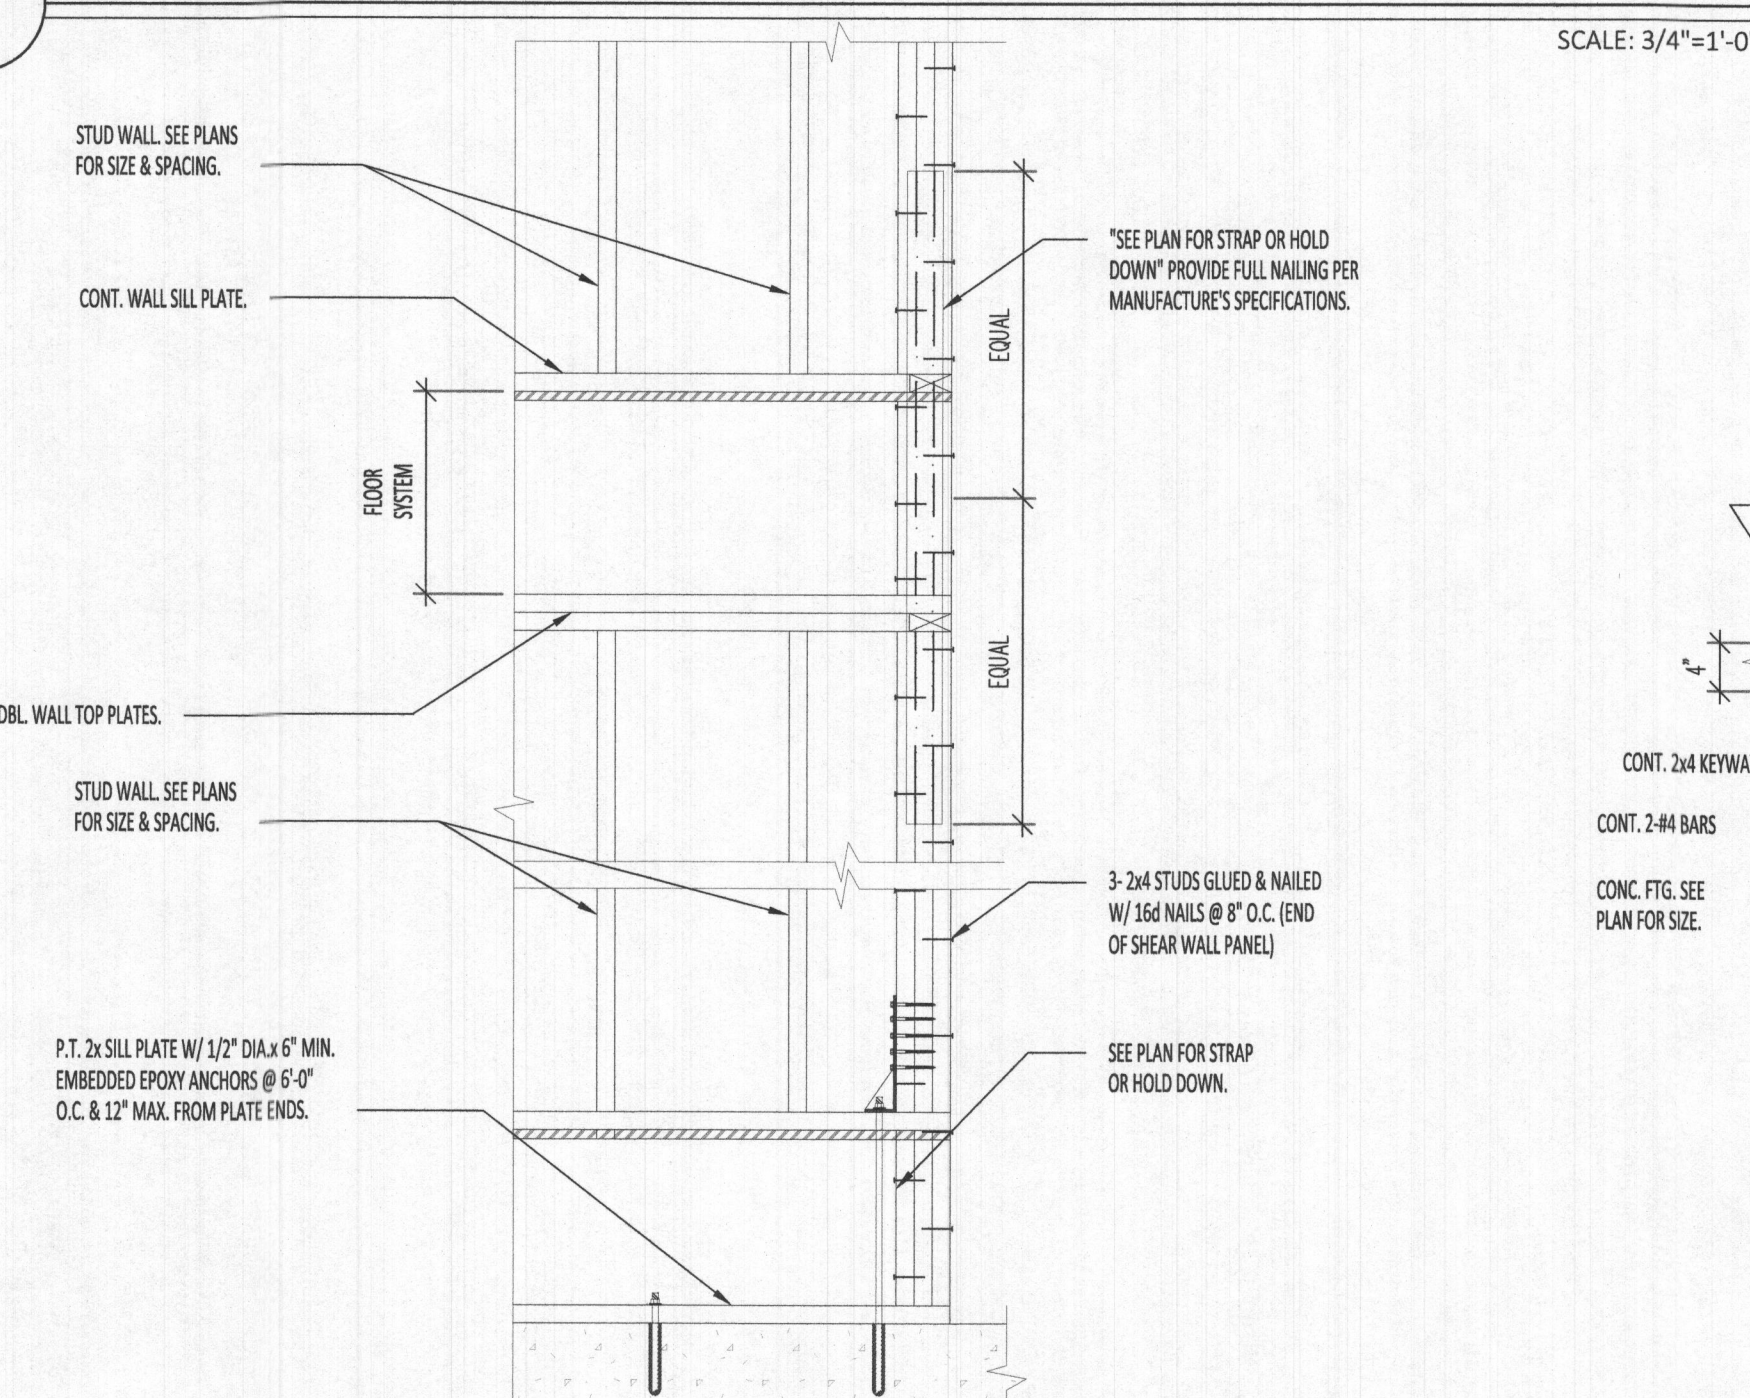 SCALE: 3/4"=1'-0
STUD WALL. SEE PLANS
FOR SIZE & SPACING.
CONT. WALL SILL PLATE.
"SEE PLAN FOR STRAP OR HOLD
DOWN" PROVIDE FULL NAILING PER
MANUFACTURE'S SPECIFICATIONS.
EQUAL
FLOOR
SYSTEM
EQUAL
DBL. WALL TOP PLATES.
STUD WALL. SEE PLANS
FOR SIZE & SPACING.
3- 2x4 STUDS GLUED & NAILED
W/ 16d NAILS @ 8" O.C. (END
OF SHEAR WALL PANEL)
P.T. 2x SILL PLATE W/ 1/2" DIA.x 6" MIN.
EMBEDDED EPOXY ANCHORS @ 6'-0"
O.C. & 12" MAX. FROM PLATE ENDS.
SEE PLAN FOR STRAP
OR HOLD DOWN.
4"
CONT. 2x4 KEYWA
CONT. 2-#4 BARS
CONC. FTG. SEE
PLAN FOR SIZE.